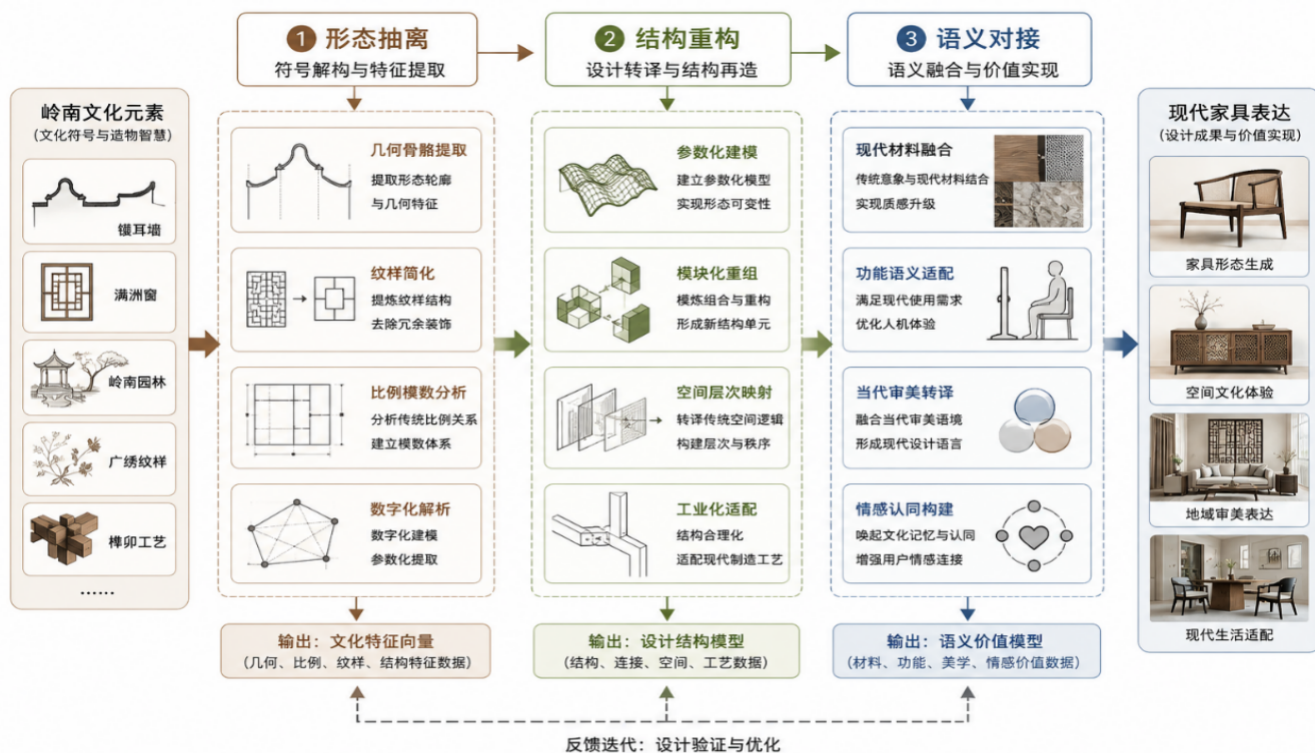 1 形态抽离
符号解构与特征提取
2 结构重构
设计转译与结构再造
3 语义对接
语义融合与价值实现
岭南文化元素
(文化符号与造物智慧)
镬耳墙
满洲窗
岭南园林
广绣纹样
榫卯工艺
……
几何骨骼提取
提取形态轮廓
与几何特征
纹样简化
提炼纹样结构
去除冗余装饰
比例模数分析
分析传统比例关系
建立模数体系
数字化解析
数字化建模
参数化提取
输出：文化特征向量
(几何、比例、纹样、结构特征数据)
参数化建模
建立参数化模型
实现形态可变性
模块化重组
模炼组合与重构
形成新结构单元
空间层次映射
转译传统空间逻辑
构建层次与秩序
工业化适配
结构合理化
适配现代制造工艺
输出：设计结构模型
(结构、连接、空间、工艺数据)
现代材料融合
传统意象与现代材料结合
实现质感升级
功能语义适配
满足现代使用需求
优化人机体验
当代审美转译
融合当代审美语境
形成现代设计语言
情感认同构建
唤起文化记忆与认同
增强用户情感连接
输出：语义价值模型
(材料、功能、美学、情感价值数据)
现代家具表达
(设计成果与价值实现)
家具形态生成
空间文化体验
地域审美表达
现代生活适配
反馈迭代：设计验证与优化